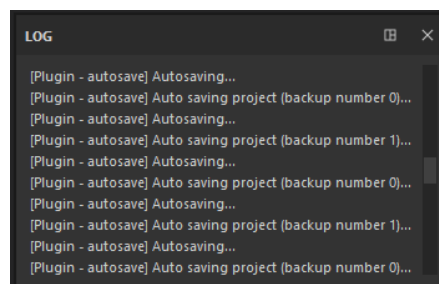 LOG
[Plugin - autosave] Autosaving...
[Plugin - autosave] Auto saving project (backup number 0)...
[Plugin - autosave] Autosaving...
[Plugin - autosave] Auto saving project (backup number 1)...
[Plugin - autosave] Autosaving...
[Plugin - autosave] Auto saving project (backup number 0)...
[Plugin - autosave] Autosaving...
[Plugin - autosave] Auto saving project (backup number 1)...
[Plugin - autosave] Autosaving...
[Plugin - autosave] Auto saving project (backup number 0)...